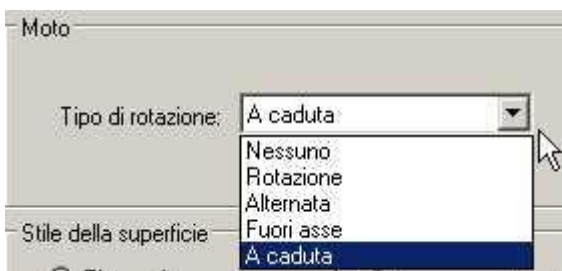 Moto
Tipo di rotazione: A caduta
Nessuno
Rotazione
Alternata
Fuori asse
Stile della superficie
A caduta